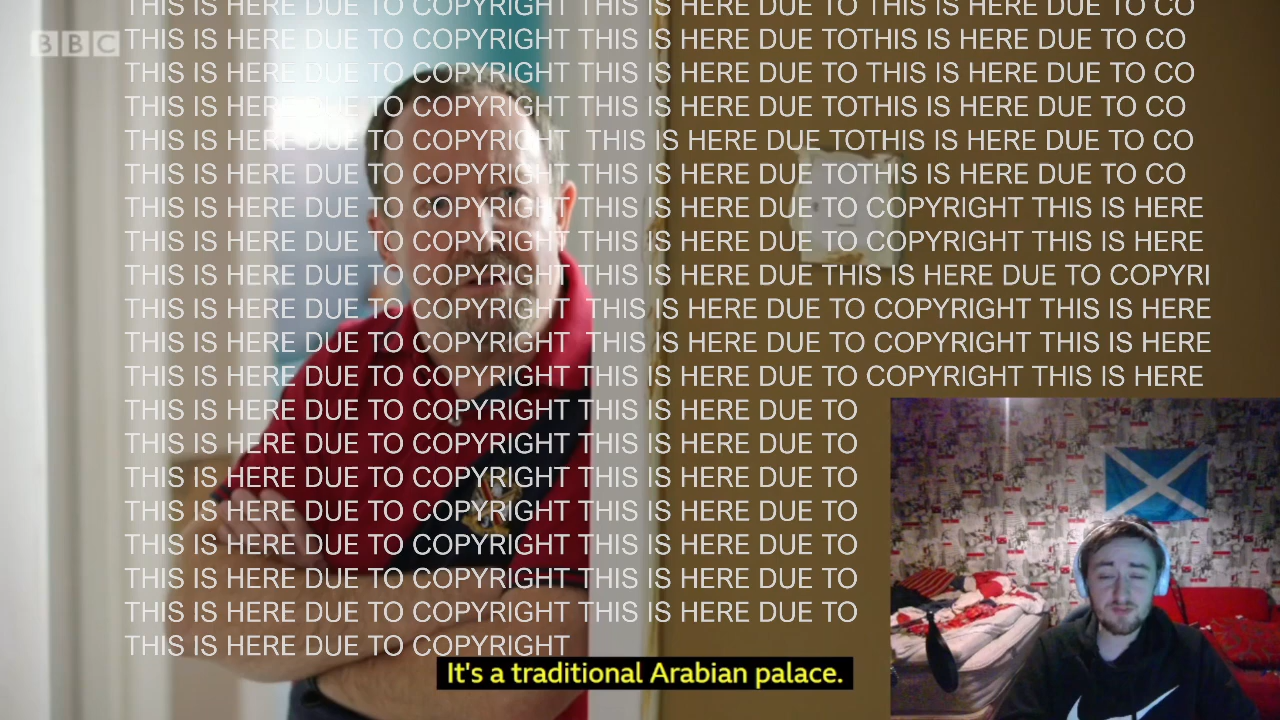 THIS IS HERE DUE TO COPYRIGHT THIS IS HERE DUE TO THIS IS HERE DUE TO CO
BBC
THIS IS HERE DUE TO COPYRIGHT THIS IS HERE DUE TOTHIS IS HERE DUE TO CO
THIS IS HERE DUE TO COPYRIGHT THIS IS HERE DUE TO THIS IS HERE DUE TO CO
THIS IS HERE DUE TO COPYRIGHT THIS IS HERE DUE TOTHIS IS HERE DUE TO CO
THIS IS HERE DUE TO COPYRIGHT THIS IS HERE DUE TOTHIS IS HERE DUE TO CO
THIS IS HERE DUE TO COPYRIGHT THIS IS HERE DUE TOTHIS IS HERE DUE TO CO
THIS IS HERE DUE TO COPYRIGHT THIS IS HERE DUE TO COPYRIGHT THIS IS HERE
THIS IS HERE DUE TO COPYRIGHT THIS IS HERE DUE TO COPYRIGHT THIS IS HERE
THIS IS HERE DUE TO COPYRIGHT THIS IS HERE DUE THIS IS HERE DUE TO COPYRI
THIS IS HERE DUE TO COPYRIGHT THIS IS HERE DUE TO COPYRIGHT THIS IS HERE
THIS IS HERE DUE TO COPYRIGHT THIS IS HERE DUE TO COPYRIGHT THIS IS HERE
THIS IS HERE DUE TO COPYRIGHT THIS IS HERE DUE TO COPYRIGHT THIS IS HERE
THIS IS HERE DUE TO COPYRIGHT THIS IS HERE DUE TO
THIS IS HERE DUE TO COPYRIGHT THIS IS HERE DUE TO
THIS IS HERE DUE TO COPYRIGHT THIS IS HERE DUE TO
THIS IS HERE DUE TO COPYRIGHT THIS IS HERE DUE TO
THIS IS HERE DUE TO COPYRIGHT THIS IS HERE DUE TO
THIS IS HERE DUE TO COPYRIGHT THIS IS HERE DUE TO
THIS IS HERE DUE TO COPYRIGHT THIS IS HERE DUE TO
THIS IS HERE DUE TO COPYRIGHT
It's a traditional Arabian palace.